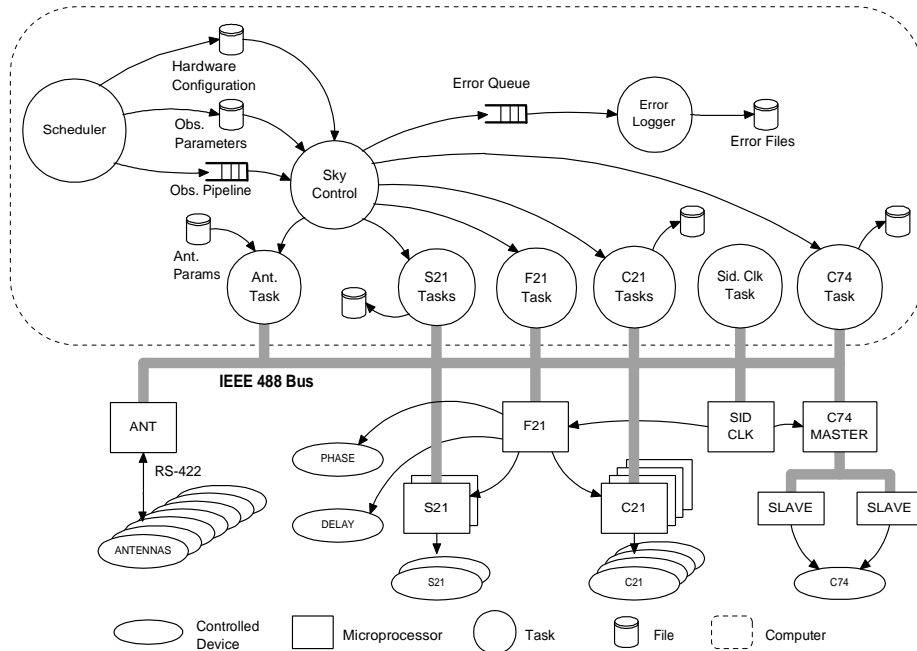 Hardware
Configuration
Scheduler
Obs.
Parameters
Obs. Pipeline
Error Queue
Error
Logger
Error Files
Sky
Control
Ant.
Params
Ant.
Task
S21
Tasks
F21
Task
C21
Tasks
Sid. Clk
Task
C74
Task
IEEE 488 Bus
ANT
F21
SID
CLK
C74
MASTER
RS-422
PHASE
DELAY
S21
C21
SLAVE
SLAVE
ANTENNAS
S21
C21
C74
Controlled
Device
Microprocessor
Task
File
Computer